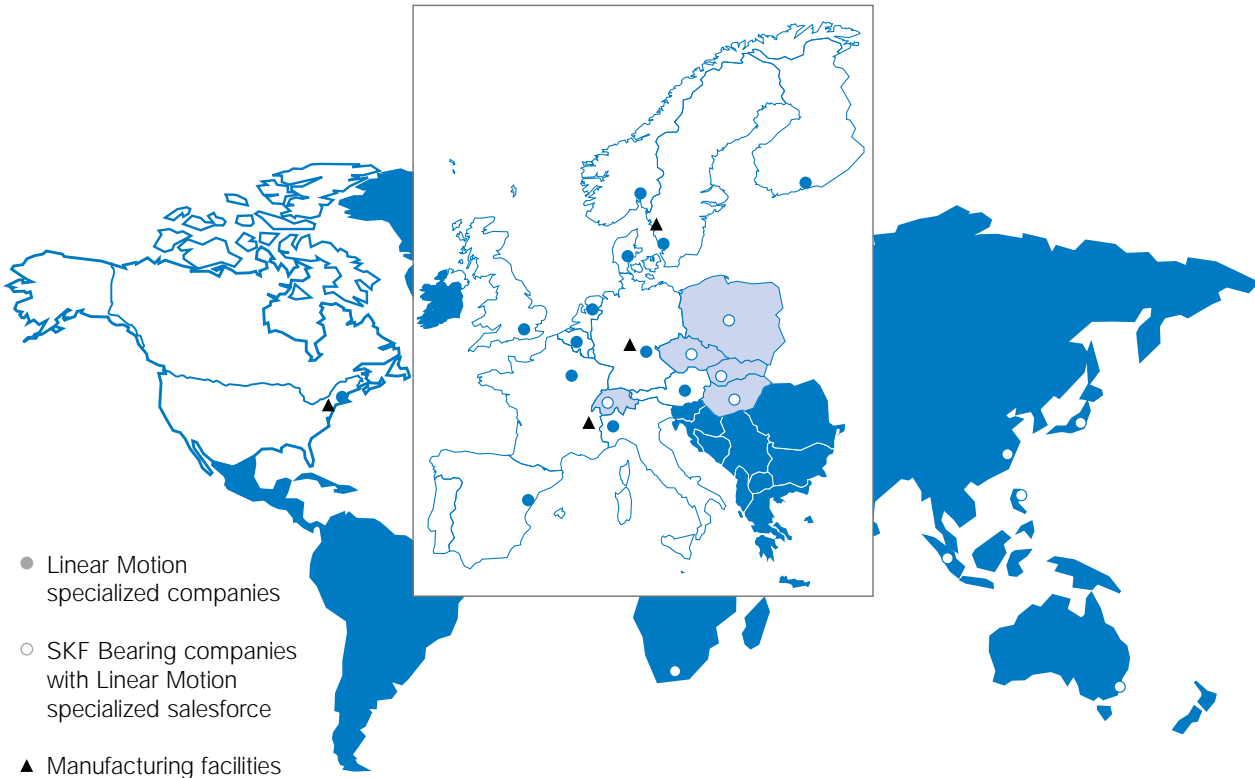 Linear Motion
specialized companies
SKF Bearing companies
with Linear Motion
specialized salesforce
Manufacturing facilities